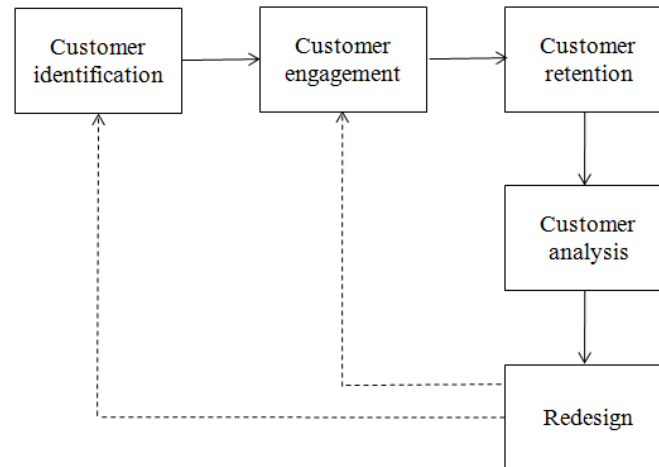 Customer
identification
Customer
engagement
Customer
retention
Customer
analysis
Redesign